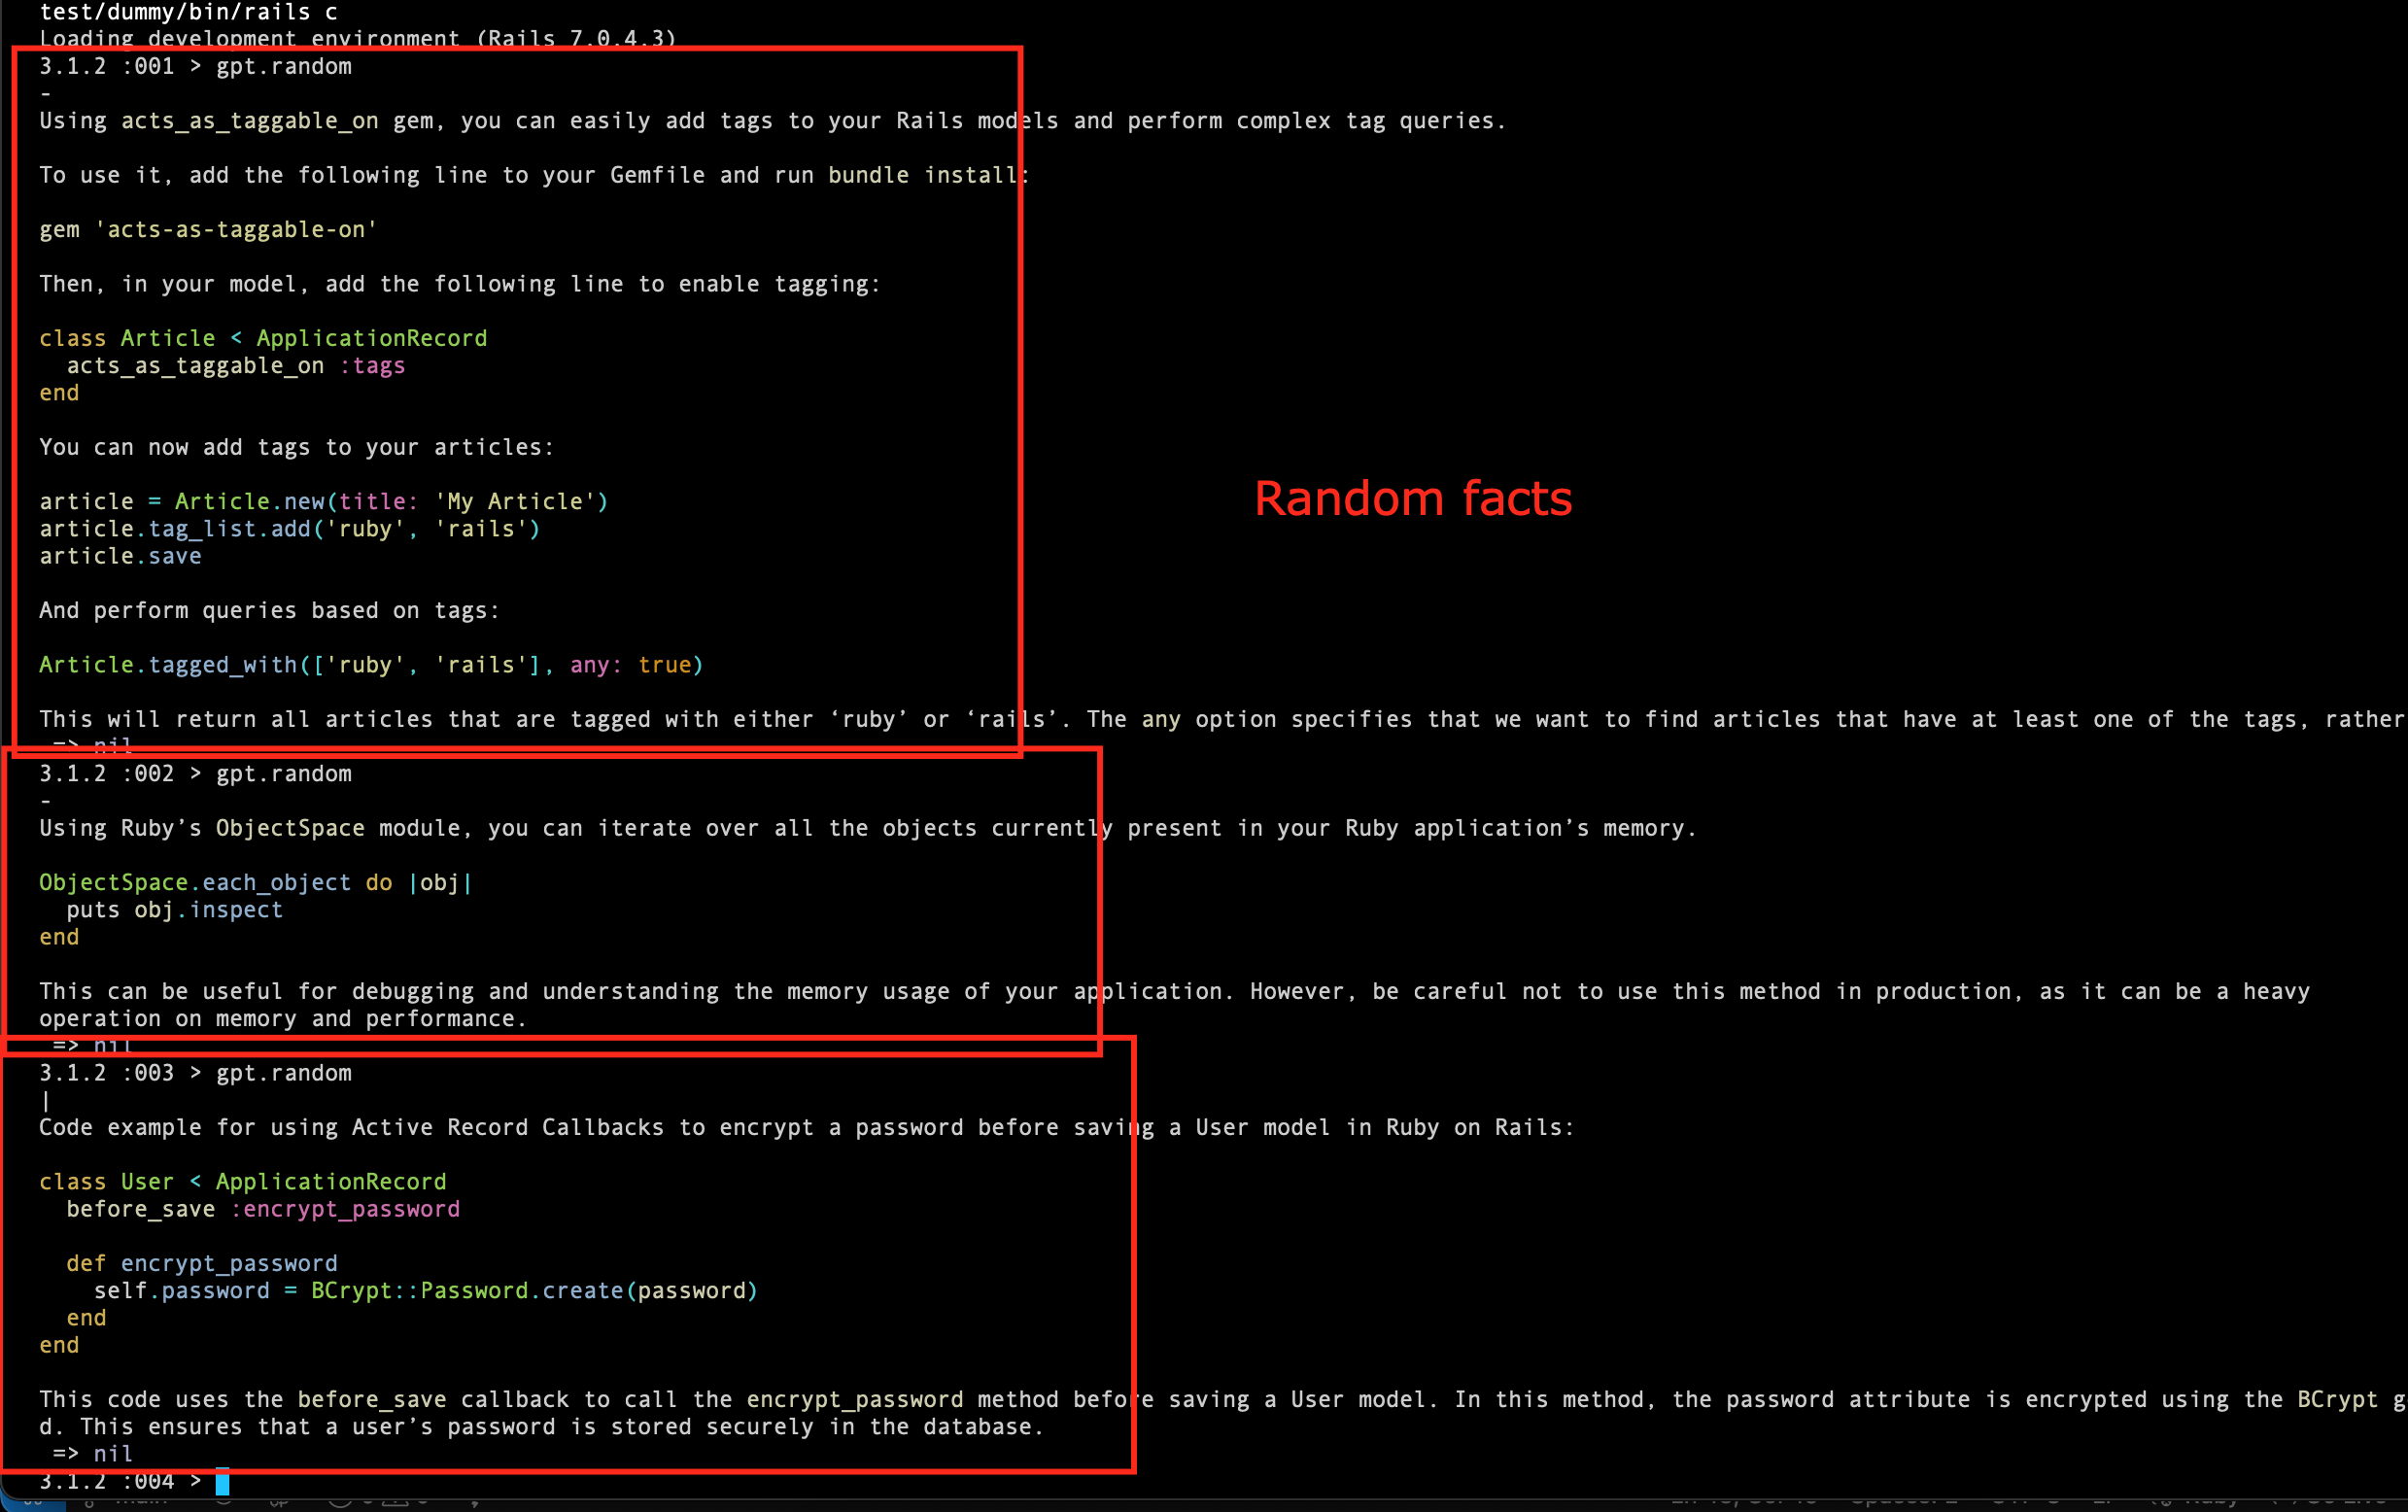 test/dummy/bin/rails c
Loading development environment (Rails 7.0.4.3)
3.1.2 :001 > gpt.random
-
Using acts_as_taggable_on gem, you can easily add tags to your Rails models and perform complex tag queries.
To use it, add the following line to your Gemfile and run bundle install:
gem 'acts-as-taggable-on'
Then, in your model, add the following line to enable tagging:
class Article < ApplicationRecord
  acts_as_taggable_on :tags
end
You can now add tags to your articles:
article = Article.new(title: 'My Article')
article.tag_list.add('ruby', 'rails')
article.save
Random facts
And perform queries based on tags:
Article.tagged_with(['ruby', 'rails'], any: true)
This will return all articles that are tagged with either ‘ruby’ or ‘rails’. The any option specifies that we want to find articles that have at least one of the tags, rather
 => nil
3.1.2 :002 > gpt.random
-
Using Ruby’s ObjectSpace module, you can iterate over all the objects currently present in your Ruby application’s memory.
ObjectSpace.each_object do |obj|
  puts obj.inspect
end
This can be useful for debugging and understanding the memory usage of your application. However, be careful not to use this method in production, as it can be a heavy
operation on memory and performance.
 => nil
3.1.2 :003 > gpt.random
|
Code example for using Active Record Callbacks to encrypt a password before saving a User model in Ruby on Rails:
class User < ApplicationRecord
  before_save :encrypt_password
  def encrypt_password
    self.password = BCrypt::Password.create(password)
  end
end
This code uses the before_save callback to call the encrypt_password method before saving a User model. In this method, the password attribute is encrypted using the BCrypt g
d. This ensures that a user’s password is stored securely in the database.
 => nil
3.1.2 :004 >